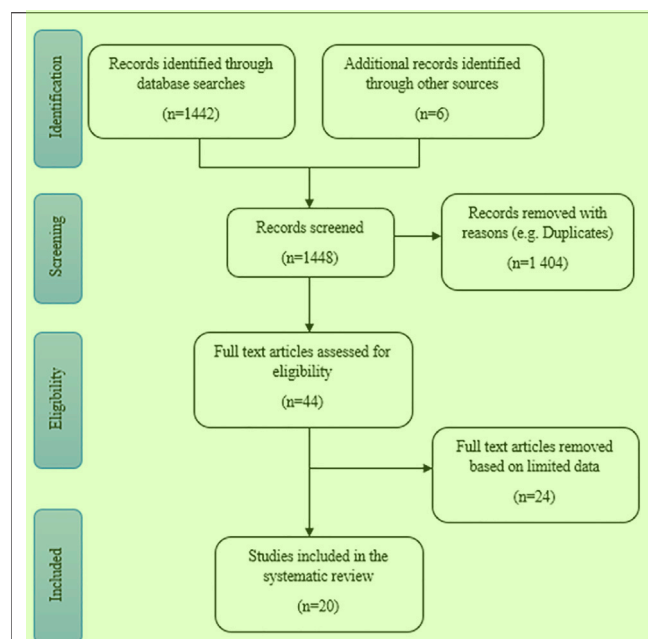 Identification
Records identified through
database searches
(n=1442)
Additional records identified
through other sources
(n=6)
Screening
Records screened
(n=1448)
Records removed with
reasons (e.g. Duplicates)
(n=1 404)
Eligibility
Full text articles assessed for
eligibility
(n=44)
Full text articles removed
based on limited data
(n=24)
Included
Studies included in the
systematic review
(n=20)